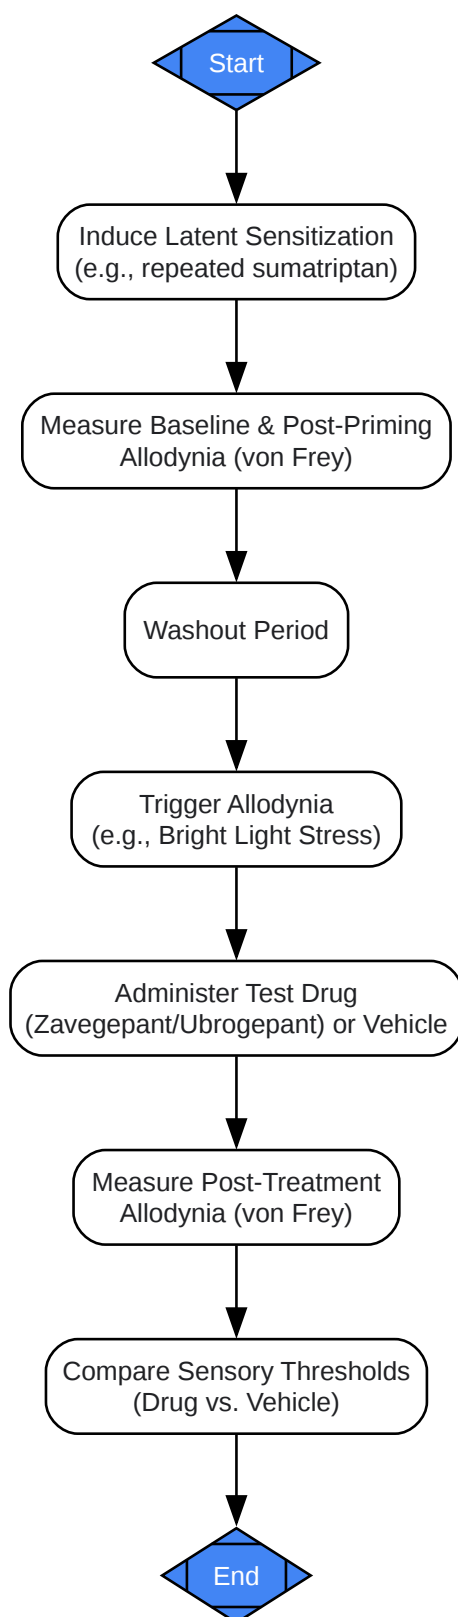 Start
Induce Latent Sensitization
(e.g., repeated sumatriptan)
Measure Baseline & Post-Priming
Allodynia (von Frey)
Washout Period
Trigger Allodynia
(e.g., Bright Light Stress)
Administer Test Drug
(Zavegepant/Ubrogepant) or Vehicle
Measure Post-Treatment
Allodynia (von Frey)
Compare Sensory Thresholds
(Drug vs. Vehicle)
End